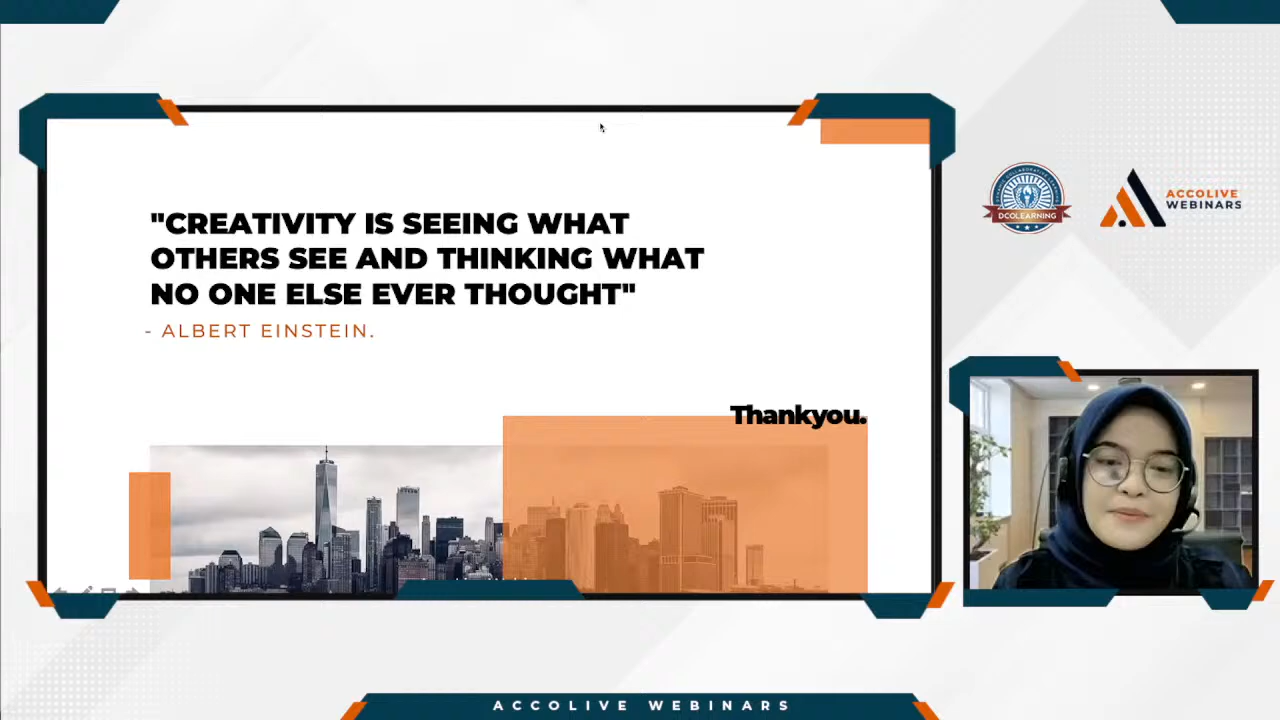 "CREATIVITY IS SEEING WHAT
OTHERS SEE AND THINKING WHAT
NO ONE ELSE EVER THOUGHT"
- ALBERT EINSTEIN.
Thankyou.
DCOLEARNING
ACCOLIVE
WEBINARS
ACCOLIVE WEBINARS